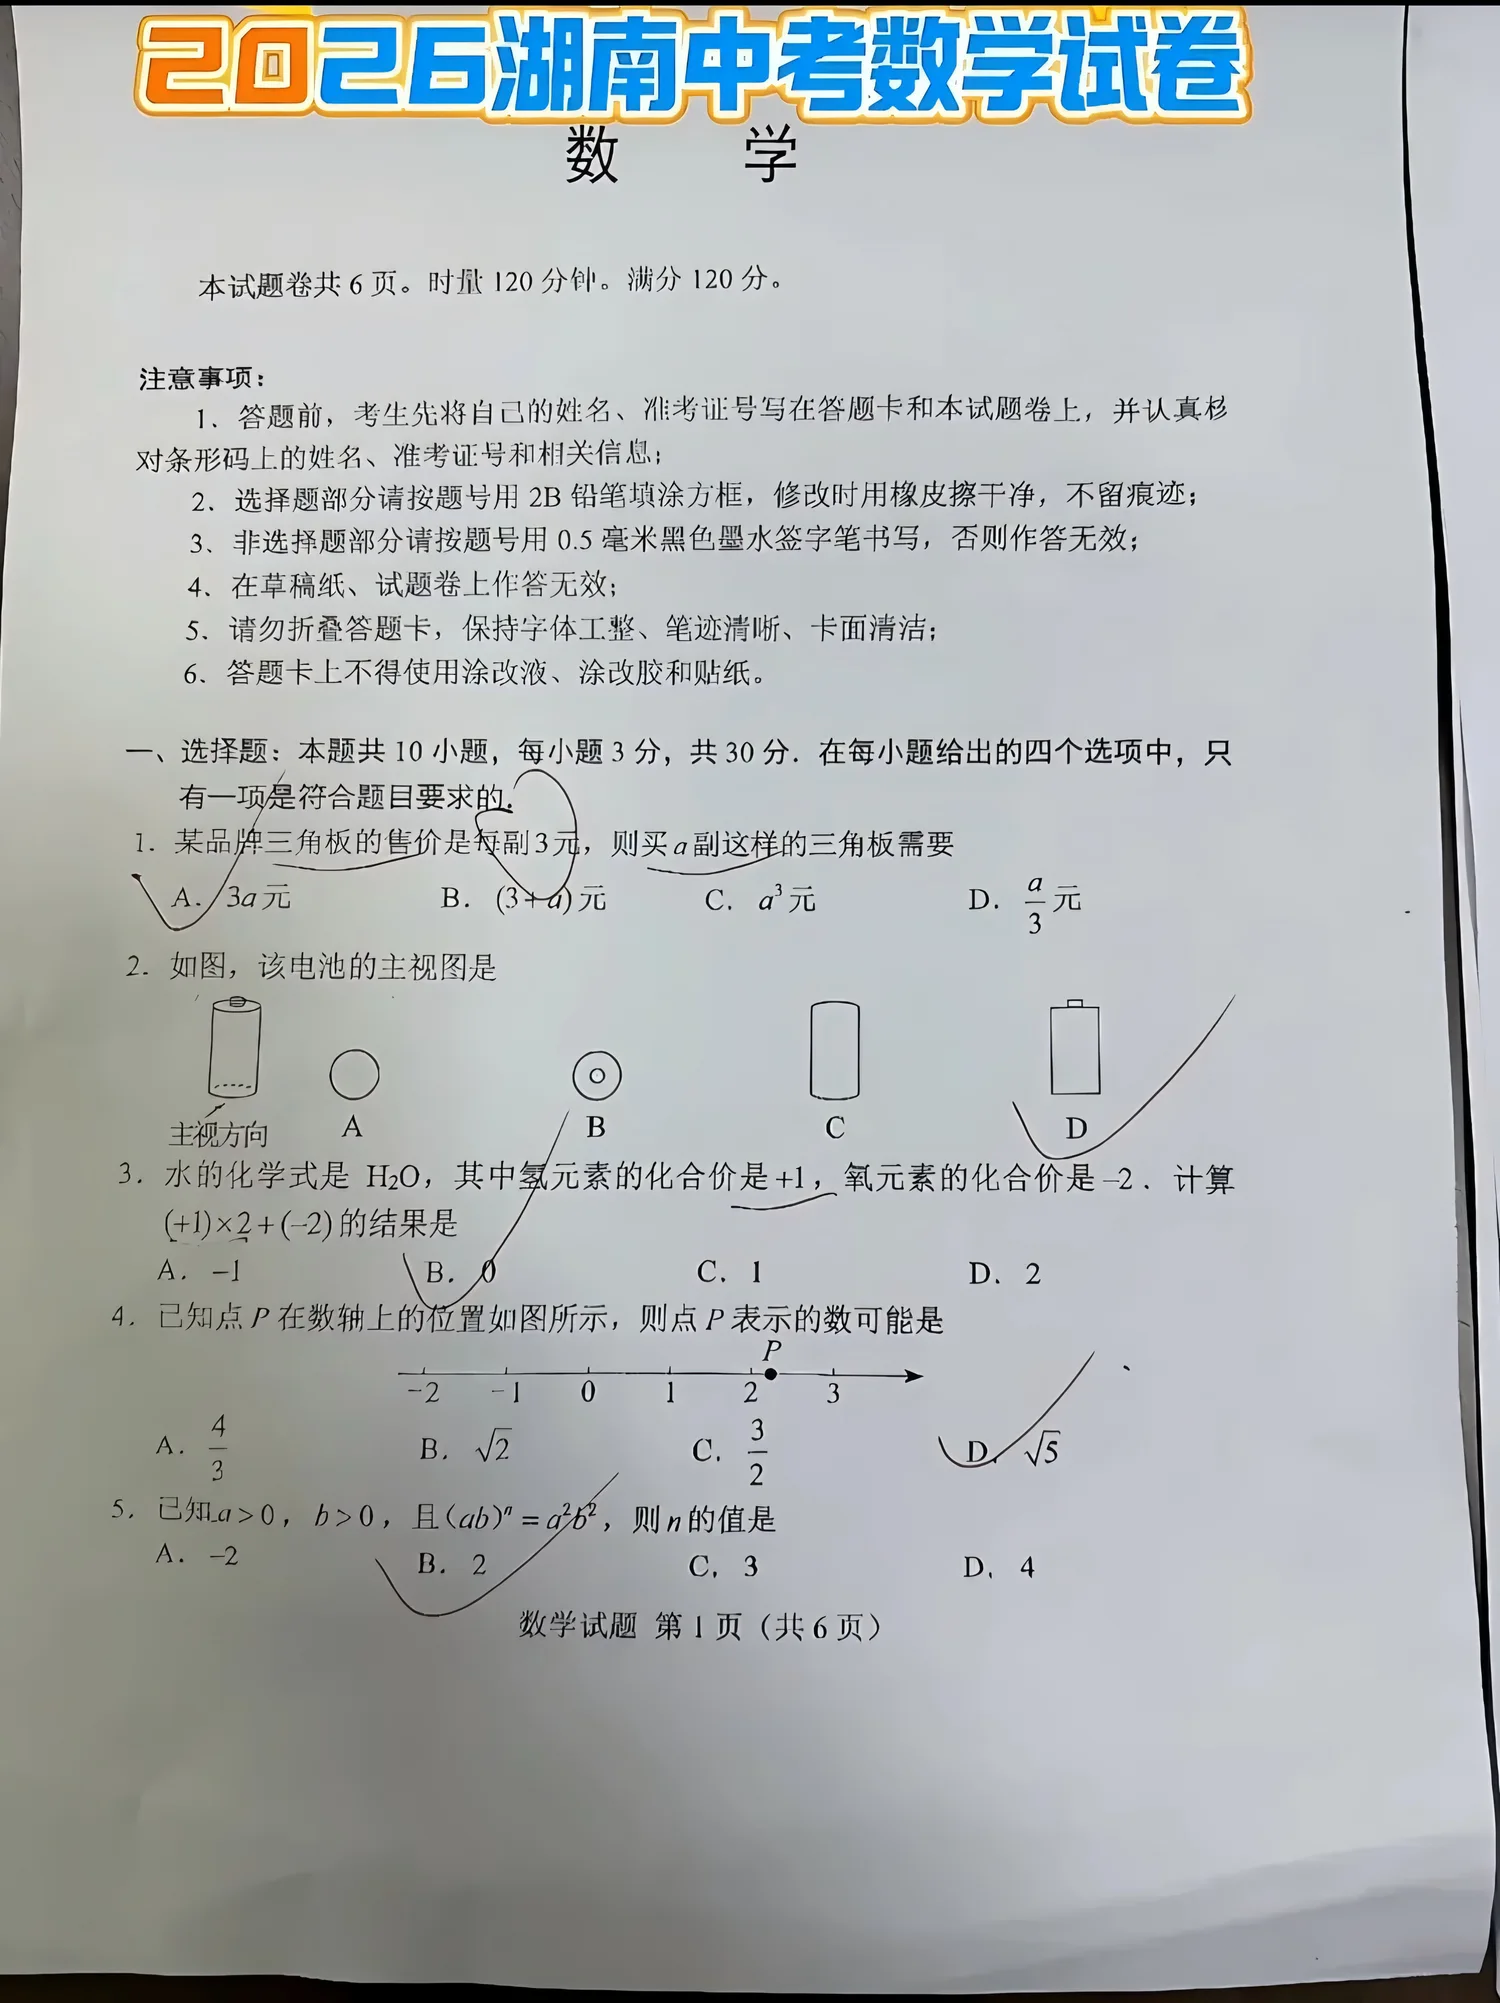 2026湖南中考数学试卷
数 学
本试题卷共 6 页。时量 120 分钟。满分 120 分。
注意事项:
1. 答题前，考生先将自己的姓名、准考证号写在答题卡和本试题卷上，并认真核
对条形码上的姓名、准考证号和相关信息;
2. 选择题部分请按题号用 2B 铅笔填涂方框，修改时用橡皮擦干净，不留痕迹;
3. 非选择题部分请按题号用 0.5 毫米黑色墨水签字笔书写，否则作答无效;
4. 在草稿纸、试题卷上作答无效;
5. 请勿折叠答题卡，保持字体工整、笔迹清晰、卡面清洁;
6. 答题卡上不得使用涂改液、涂改胶和贴纸。
一、选择题: 本题共 10 小题，每小题 3 分，共 30 分. 在每小题给出的四个选项中，只
有一项是符合题目要求的.
1. 某品牌三角板的售价是每副3元，则买a副这样的三角板需要
A. 3a元 B. (3+a)元 C. a³元 D. a/3元
2. 如图，该电池的主视图是
主视方向 A B C D
3. 水的化学式是 H₂O，其中氢元素的化合价是+1，氧元素的化合价是−2. 计算
(+1)×2+(−2)的结果是
A. −1 B. 0 C. 1 D. 2
4. 已知点P在数轴上的位置如图所示，则点P表示的数可能是
P
−2 −1 0 1 2 3
A. 4/3 B. √2 C. 3/2 D. √5
5. 已知a>0，b>0，且(ab)ⁿ=a²b²，则n的值是
A. −2 B. 2 C. 3 D. 4
数学试题 第1页（共6页）